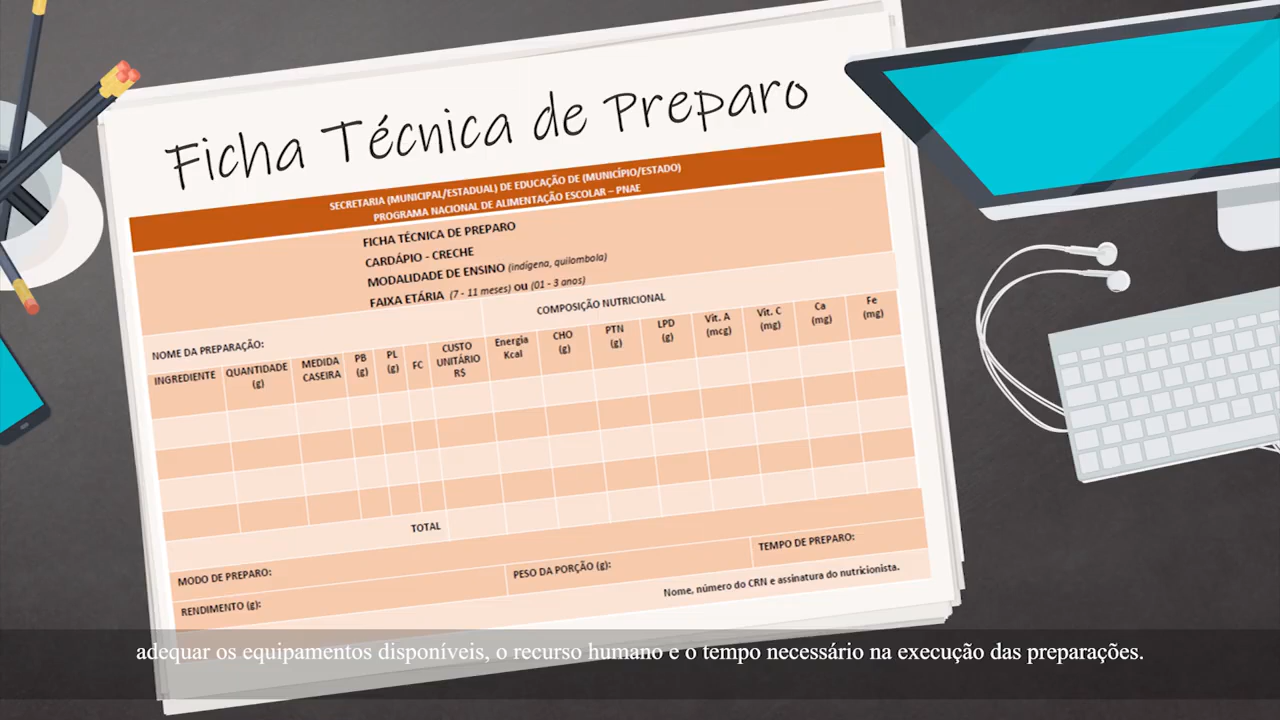 Ficha Técnica de Preparo
SECRETARIA (MUNICIPAL/ESTADUAL) DE EDUCAÇÃO DE (MUNICÍPIO/ESTADO)
PROGRAMA NACIONAL DE ALIMENTAÇÃO ESCOLAR – PNAE
FICHA TÉCNICA DE PREPARO
CARDÁPIO - CRECHE
MODALIDADE DE ENSINO (indígena, quilombola)
FAIXA ETÁRIA (7 - 11 meses) ou (01 - 3 anos)
NOME DA PREPARAÇÃO:
COMPOSIÇÃO NUTRICIONAL
INGREDIENTE
QUANTIDADE
(g)
MEDIDA
CASEIRA
PB
(g)
PL
(g)
FC
CUSTO
UNITÁRIO
R$
Energia
Kcal
CHO
(g)
PTN
(g)
LPD
(g)
Vit. A
(mcg)
Vit. C
(mg)
Ca
(mg)
Fe
(mg)
TOTAL
MODO DE PREPARO:
RENDIMENTO (g):
PESO DA PORÇÃO (g):
TEMPO DE PREPARO:
Nome, número do CRN e assinatura do nutricionista.
adequar os equipamentos disponíveis, o recurso humano e o tempo necessário na execução das preparações.